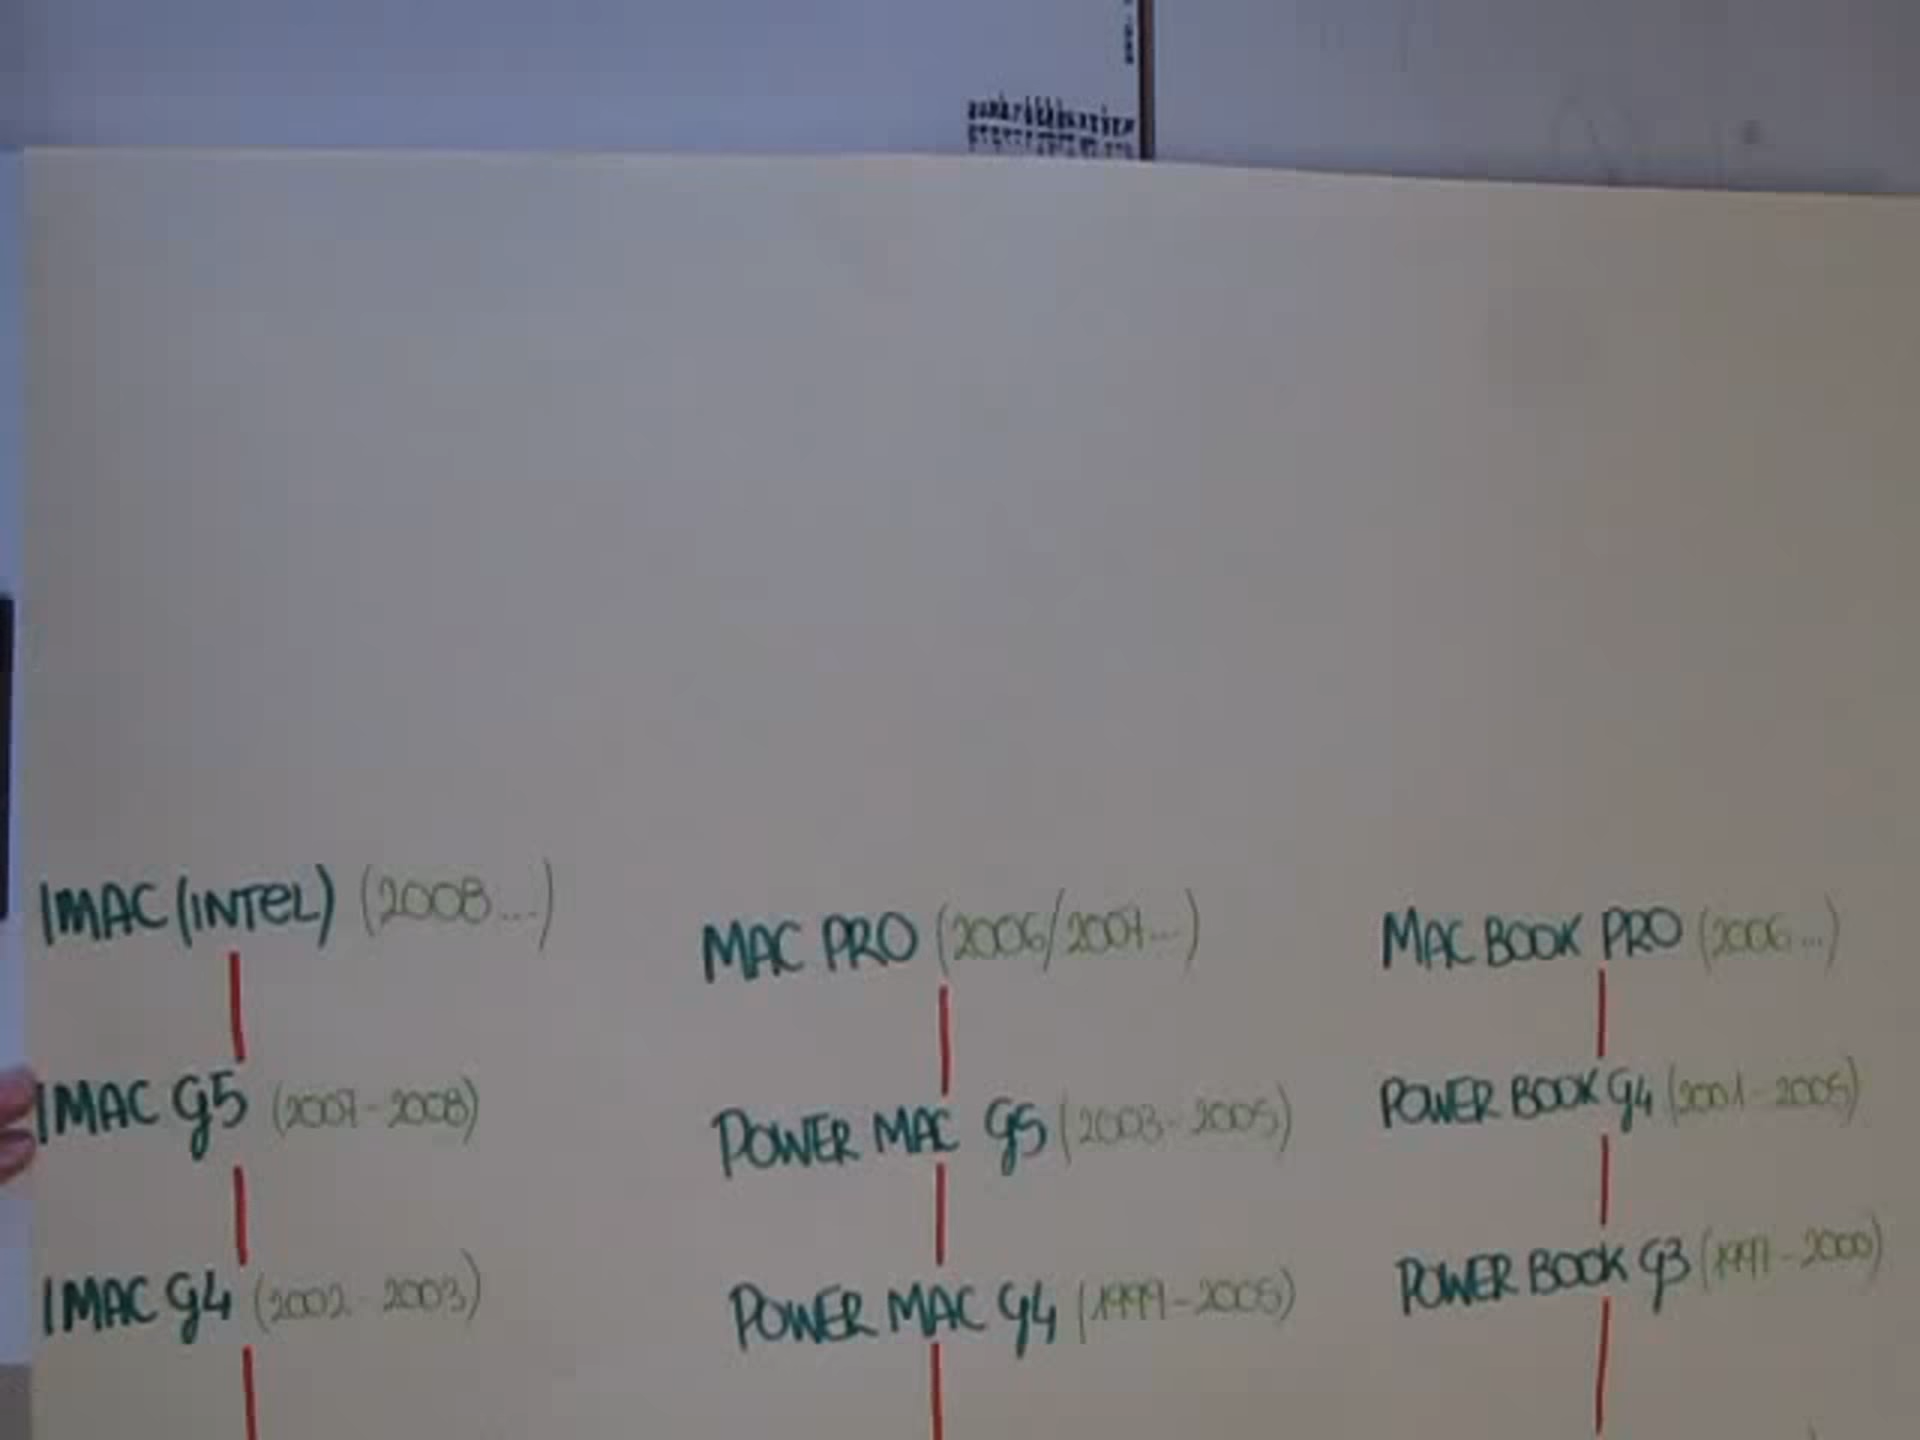 IMAC (INTEL) (2008...)
MAC PRO (2006/2007...)
MAC BOOK PRO (2006...)
IMAC G5 (2007-2008)
POWER MAC G5 (2003-2005)
POWER BOOK G4 (2001-2005)
IMAC G4 (2002-2003)
POWER MAC G4 (1999-2005)
POWER BOOK G3 (1997-2000)